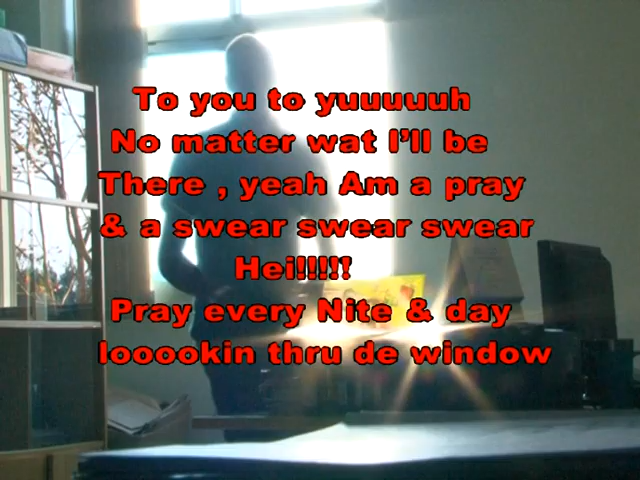 To you to yuuuuuh
No matter wat I'll be
There , yeah Am a pray
& a swear swear swear
Hei!!!!!
Pray every Nite & day
looookin thru de window